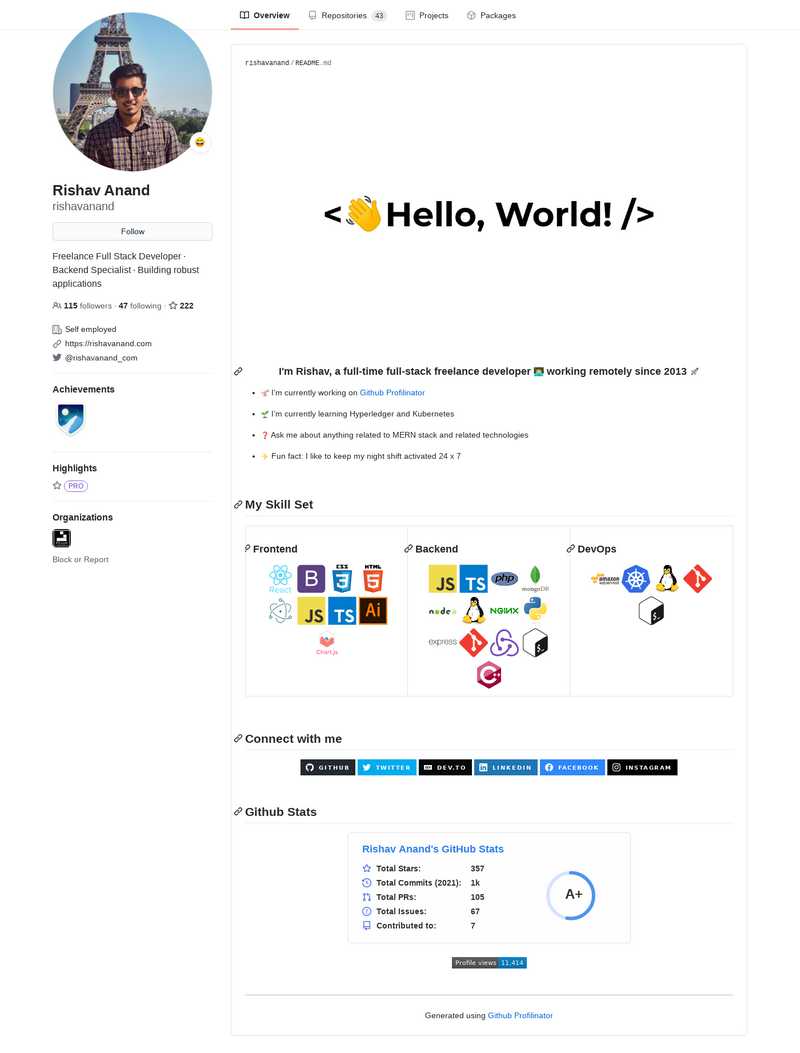 Overview
Repositories 43
Projects
Packages
Rishav Anand
rishavanand
Follow
Freelance Full Stack Developer ·
Backend Specialist · Building robust
applications
115 followers · 47 following · 222
Self employed
https://rishavanand.com
@rishavanand_com
Achievements
Highlights
PRO
Organizations
Block or Report
rishavanand / README.md
<👋Hello, World! />
I'm Rishav, a full-time full-stack freelance developer 👨‍💻 working remotely since 2013 🚀
• I'm currently working on Github Profilinator
• 🌱 I'm currently learning Hyperledger and Kubernetes
• ❓ Ask me about anything related to MERN stack and related technologies
• ⚡ Fun fact: I like to keep my night shift activated 24 x 7
My Skill Set
Frontend
React B CSS 3 HTML 5
JS TS Ai
Chart.js
Backend
JS TS php mongoDB
node NGINX
express $_
C++
DevOps
amazon
$_
Connect with me
GITHUB TWITTER DEV.TO LINKEDIN FACEBOOK INSTAGRAM
Github Stats
Rishav Anand's GitHub Stats
Total Stars: 357
Total Commits (2021): 1k
Total PRs: 105
Total Issues: 67
Contributed to: 7
A+
Profile views 11,414
Generated using Github Profilinator